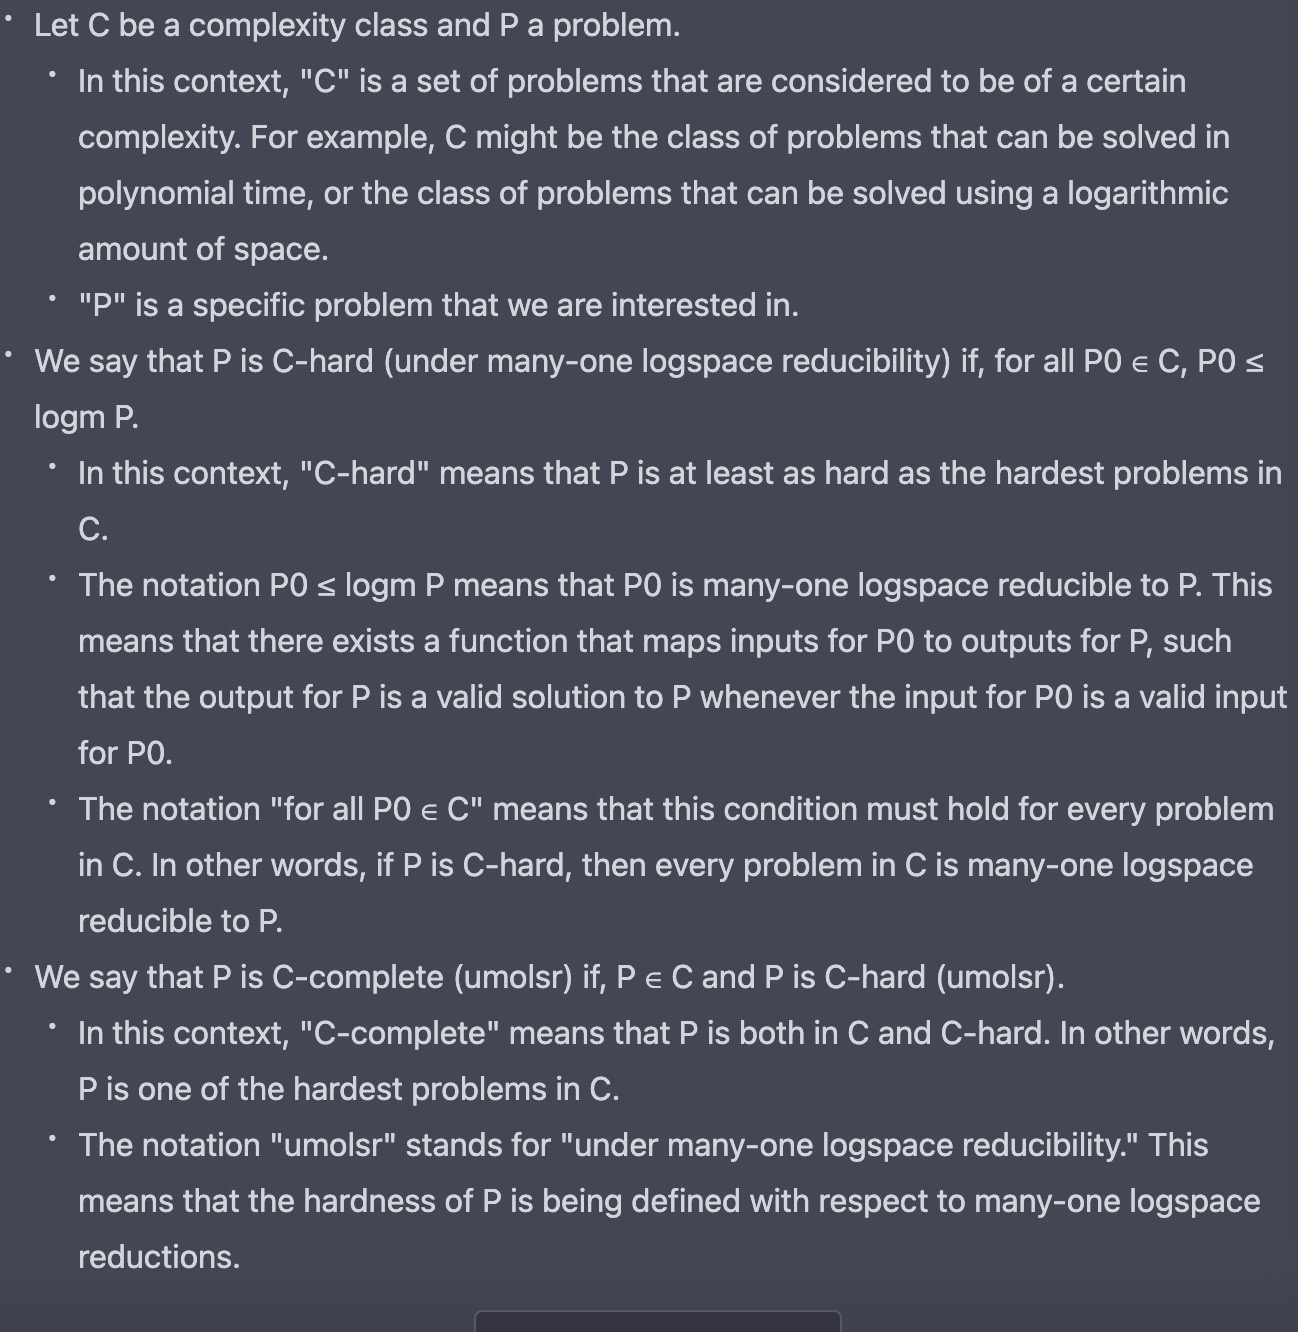 • Let C be a complexity class and P a problem.
• In this context, "C" is a set of problems that are considered to be of a certain
complexity. For example, C might be the class of problems that can be solved in
polynomial time, or the class of problems that can be solved using a logarithmic
amount of space.
• "P" is a specific problem that we are interested in.
• We say that P is C-hard (under many-one logspace reducibility) if, for all P0 ∈ C, P0 ≤
logm P.
• In this context, "C-hard" means that P is at least as hard as the hardest problems in
C.
• The notation P0 ≤ logm P means that P0 is many-one logspace reducible to P. This
means that there exists a function that maps inputs for P0 to outputs for P, such
that the output for P is a valid solution to P whenever the input for P0 is a valid input
for P0.
• The notation "for all P0 ∈ C" means that this condition must hold for every problem
in C. In other words, if P is C-hard, then every problem in C is many-one logspace
reducible to P.
• We say that P is C-complete (umolsr) if, P ∈ C and P is C-hard (umolsr).
• In this context, "C-complete" means that P is both in C and C-hard. In other words,
P is one of the hardest problems in C.
• The notation "umolsr" stands for "under many-one logspace reducibility." This
means that the hardness of P is being defined with respect to many-one logspace
reductions.